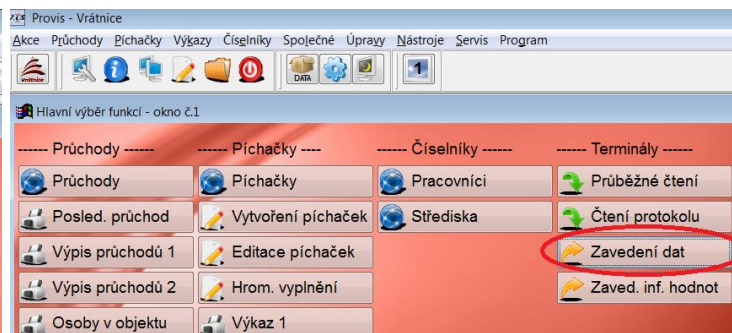 Provis - Vrátnice
Akce Průchody Píchačky Výkazy Číselníky Společné Úpravy Nástroje Servis Program
vrátnice DATA 1
Hlavní výběr funkcí - okno č.1
------ Průchody ------ ------ Píchačky ---- ------ Číselníky ------ ------ Terminály ------
Průchody Píchačky Pracovníci Průběžné čtení
Posled. průchod Vytvoření píchaček Střediska Čtení protokolu
Výpis průchodů 1 Editace píchaček Zavedení dat
Výpis průchodů 2 Hrom. vyplnění Zaved. inf. hodnot
Osoby v objektu Výkaz 1